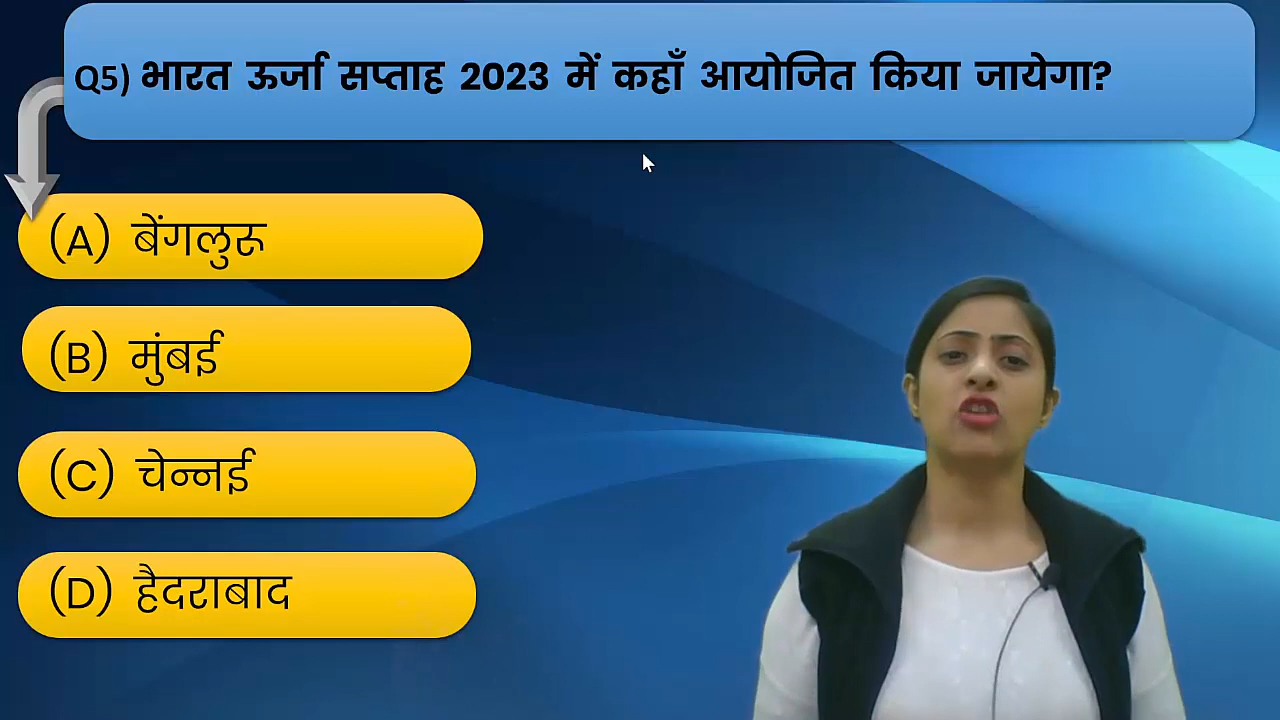 Q5) भारत ऊर्जा सप्ताह 2023 में कहाँ आयोजित किया जायेगा?
(A) बेंगलुरू
(B) मुंबई
(C) चेन्नई
(D) हैदराबाद